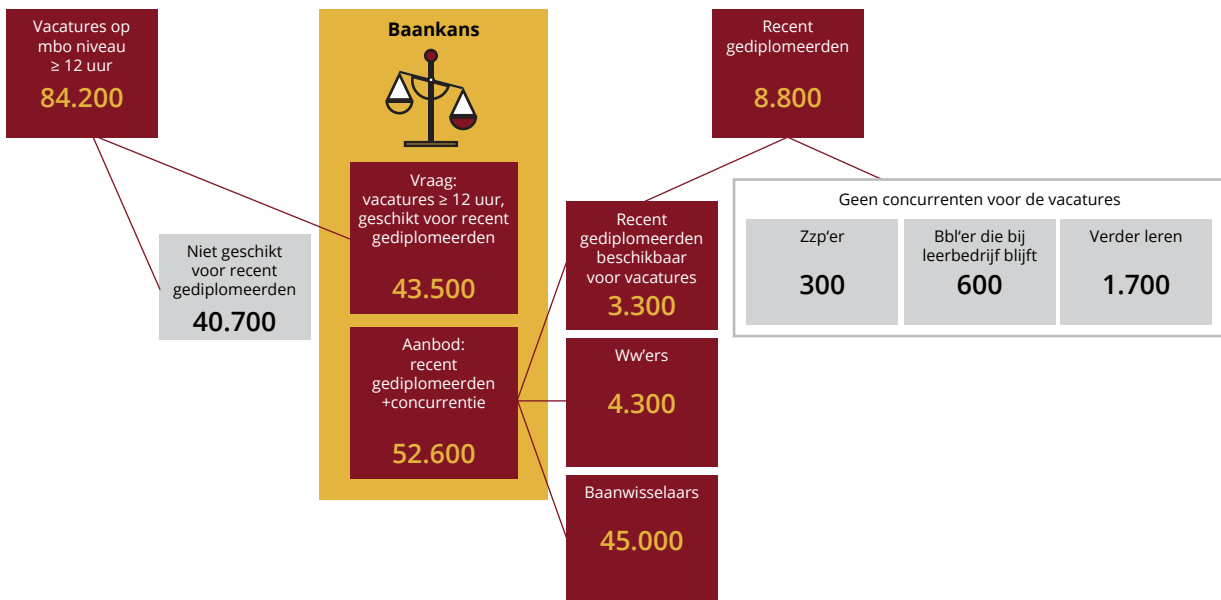 Vacatures op
mbo niveau
≥ 12 uur
84.200
Niet geschikt
voor recent
gediplomeerden
40.700
Baankans
Vraag:
vacatures ≥ 12 uur,
geschikt voor recent
gediplomeerden
43.500
Aanbod:
recent
gediplomeerden
+concurrentie
52.600
Recent
gediplomeerden
8.800
Recent
gediplomeerden
beschikbaar
voor vacatures
3.300
Ww'ers
4.300
Baanwisselaars
45.000
Geen concurrenten voor de vacatures
Zzp‘er
300
Bbl‘er die bij
leerbedrijf blijft
600
Verder leren
1.700